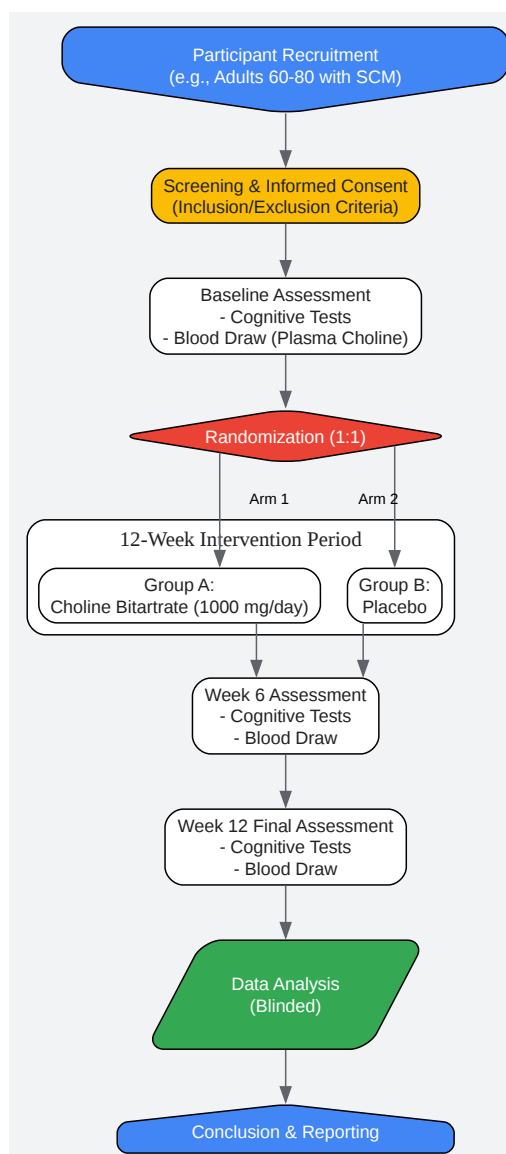 Participant Recruitment
(e.g., Adults 60-80 with SCM)
Screening & Informed Consent
(Inclusion/Exclusion Criteria)
Baseline Assessment
- Cognitive Tests
- Blood Draw (Plasma Choline)
Randomization (1:1)
Arm 1
Arm 2
12-Week Intervention Period
Group A:
Choline Bitartrate (1000 mg/day)
Group B:
Placebo
Week 6 Assessment
- Cognitive Tests
- Blood Draw
Week 12 Final Assessment
- Cognitive Tests
- Blood Draw
Data Analysis
(Blinded)
Conclusion & Reporting